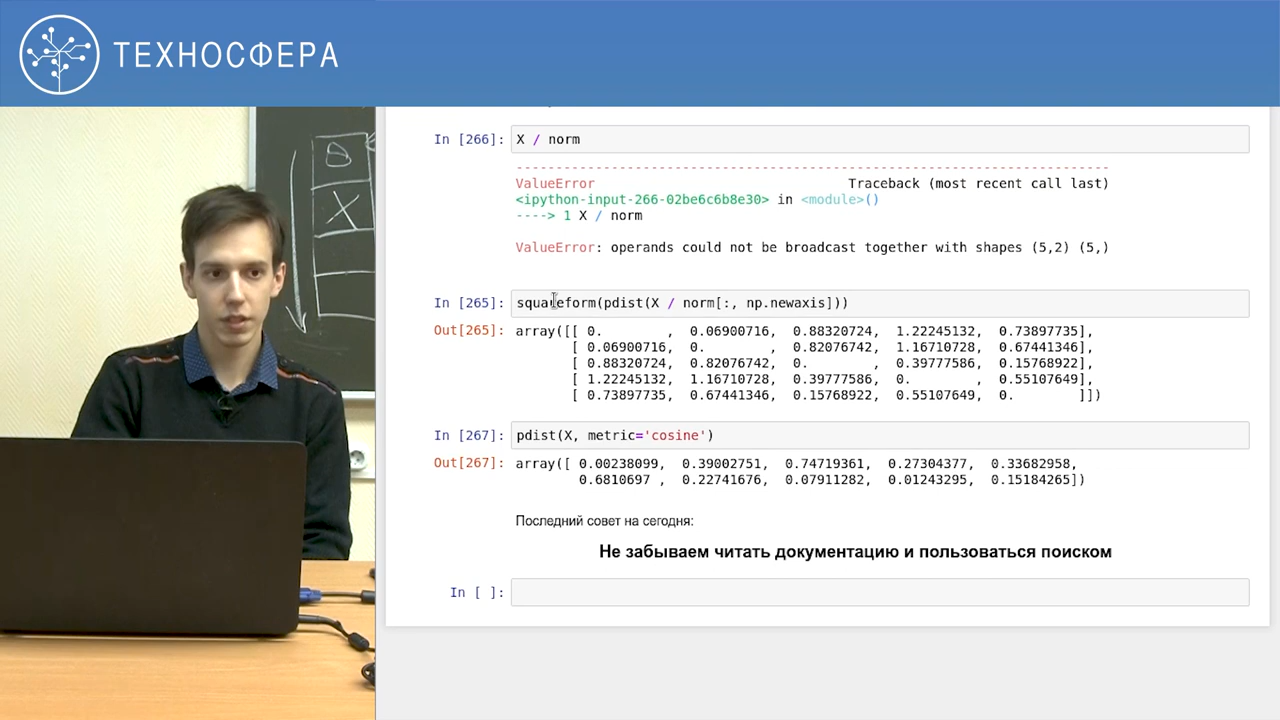 ТЕХНОСФЕРА
In [266]: X / norm
---------------------------------------------------------------------------
ValueError Traceback (most recent call last)
<ipython-input-266-02be6c6b8e30> in <module>()
----> 1 X / norm
ValueError: operands could not be broadcast together with shapes (5,2) (5,)
In [265]: squareform(pdist(X / norm[:, np.newaxis]))
Out[265]: array([[ 0. , 0.06900716, 0.88320724, 1.22245132, 0.73897735],
[ 0.06900716, 0. , 0.82076742, 1.16710728, 0.67441346],
[ 0.88320724, 0.82076742, 0. , 0.39777586, 0.15768922],
[ 1.22245132, 1.16710728, 0.39777586, 0. , 0.55107649],
[ 0.73897735, 0.67441346, 0.15768922, 0.55107649, 0. ]])
In [267]: pdist(X, metric='cosine')
Out[267]: array([ 0.00238099, 0.39002751, 0.74719361, 0.27304377, 0.33682958,
0.6810697 , 0.22741676, 0.07911282, 0.01243295, 0.15184265])
Последний совет на сегодня:
Не забываем читать документацию и пользоваться поиском
In [ ]:
X